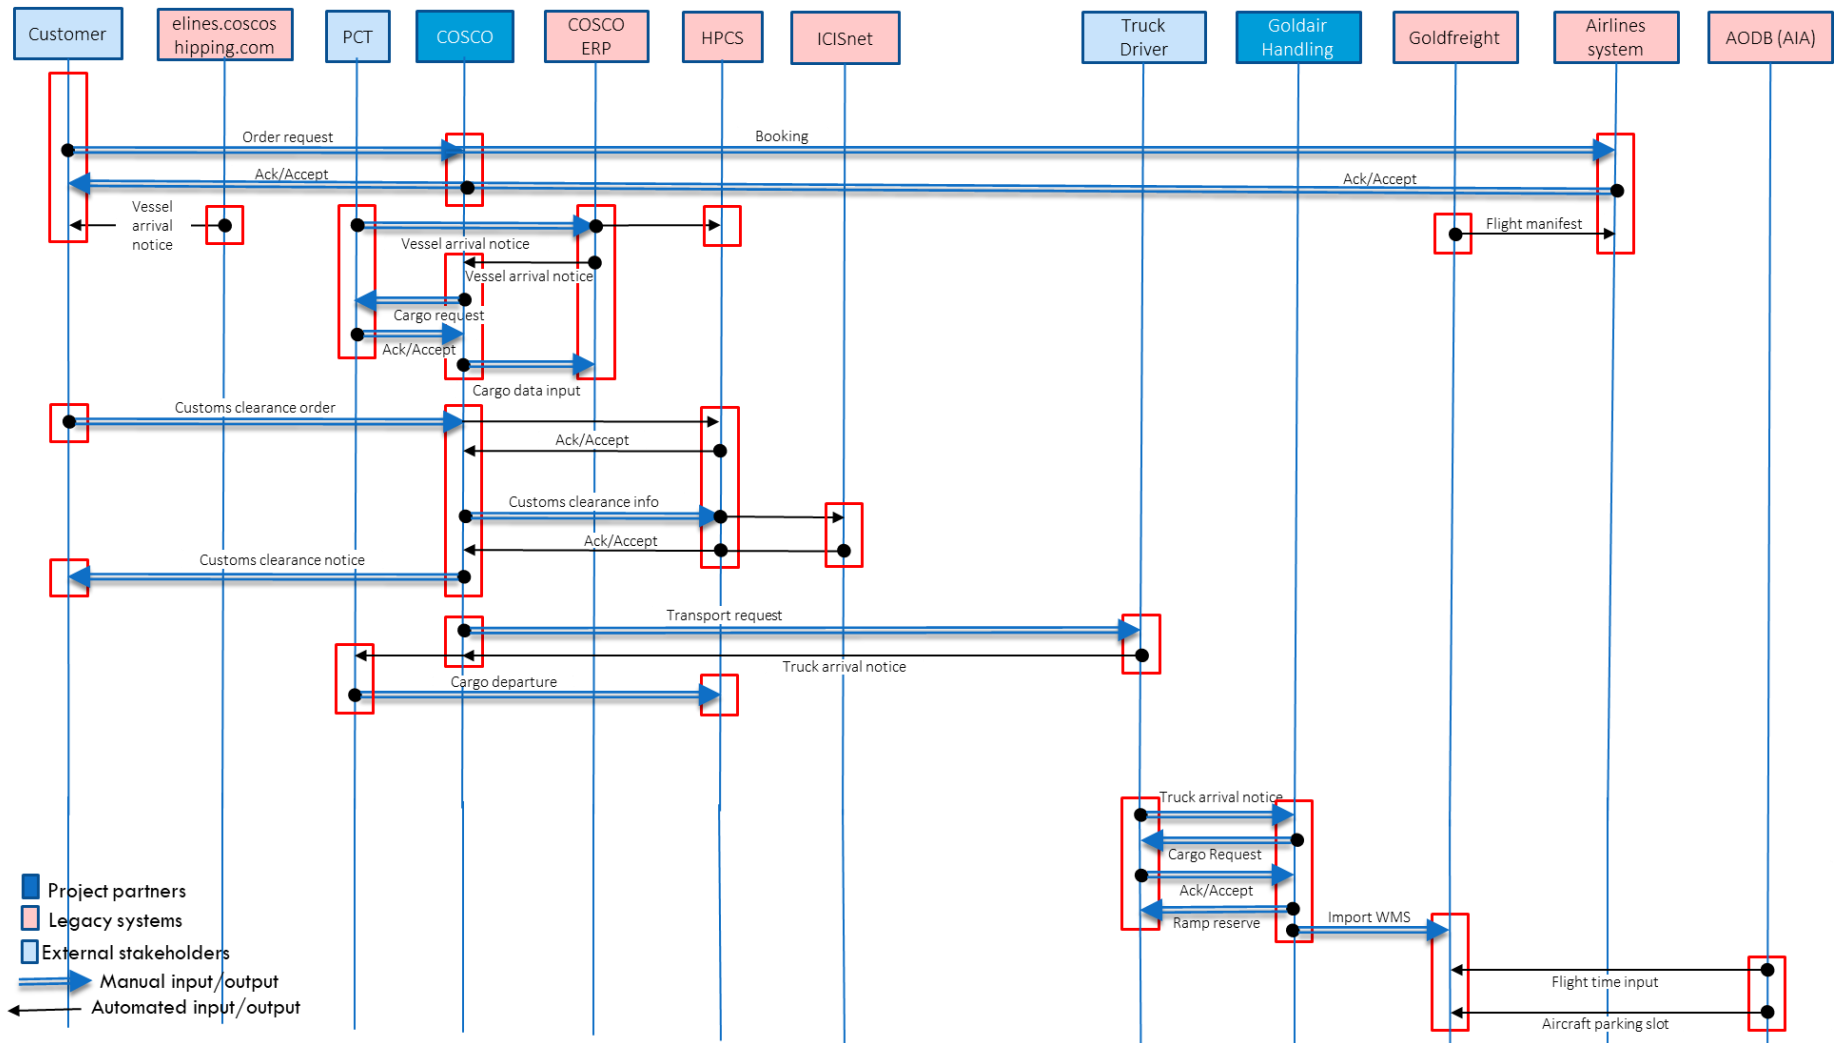 Customer
elines.coscos
hipping.com
PCT
COSCO
COSCO
ERP
HPCS
ICISnet
Truck
Driver
Goldair
Handling
Goldfreight
Airlines
system
AODB (AIA)
Order request
Booking
Ack/Accept
Ack/Accept
Vessel
arrival
notice
Vessel arrival notice
Flight manifest
Vessel arrival notice
Cargo request
Ack/Accept
Cargo data input
Customs clearance order
Ack/Accept
Customs clearance info
Ack/Accept
Customs clearance notice
Transport request
Truck arrival notice
Cargo departure
Truck arrival notice
Cargo Request
Ack/Accept
Ramp reserve
Import WMS
Flight time input
Aircraft parking slot
Project partners
Legacy systems
External stakeholders
Manual input/output
Automated input/output